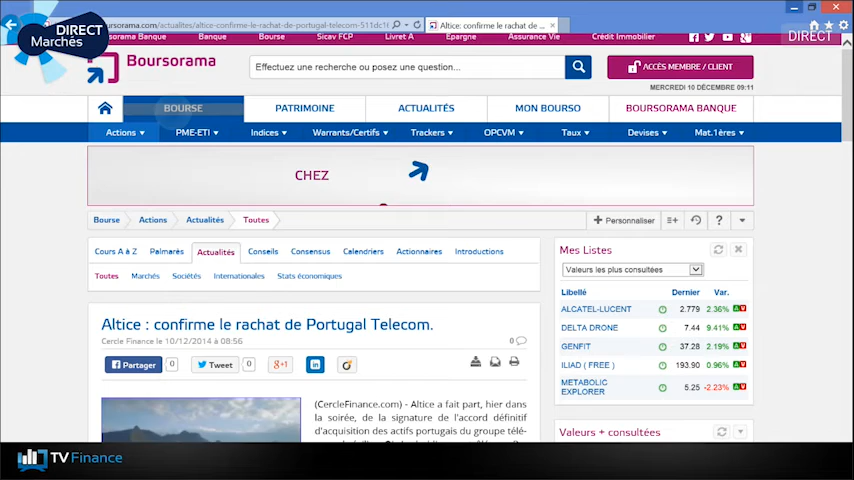 DIRECT
Marchés
boursorama.com/actualites/altice-confirme-le-rachat-de-portugal-telecom-511dc16
Altice: confirme le rachat de ...
DIRECT
Boursorama Banque
Banque
Bourse
Sicav FCP
Livret A
Epargne
Assurance Vie
Crédit Immobilier
Boursorama
Effectuez une recherche ou posez une question...
ACCÈS MEMBRE / CLIENT
MERCREDI 10 DÉCEMBRE 09:11
BOURSE
PATRIMOINE
ACTUALITÉS
MON BOURSO
BOURSORAMA BANQUE
Actions
PME-ETI
Indices
Warrants/Certifs
Trackers
OPCVM
Taux
Devises
Mat.1ères
CHEZ
Bourse
Actions
Actualités
Toutes
Personnaliser
?
Cours A à Z
Palmarès
Actualités
Conseils
Consensus
Calendriers
Actionnaires
Introductions
Toutes
Marchés
Sociétés
Internationales
Stats économiques
Altice : confirme le rachat de Portugal Telecom.
Cercle Finance le 10/12/2014 à 08:56
0
Partager
0
Tweet
0
g+1
in
(CercleFinance.com) - Altice a fait part, hier dans
la soirée, de la signature de l'accord définitif
d'acquisition des actifs portugais du groupe télé-
Mes Listes
Valeurs les plus consultées
Libellé Dernier Var.
ALCATEL-LUCENT 2.779 2.36% A V
DELTA DRONE 7.44 9.41% A V
GENFIT 37.28 2.19% A V
ILIAD ( FREE ) 193.90 0.96% A V
METABOLIC
EXPLORER 5.25 -2.23% A V
Valeurs + consultées
TV Finance